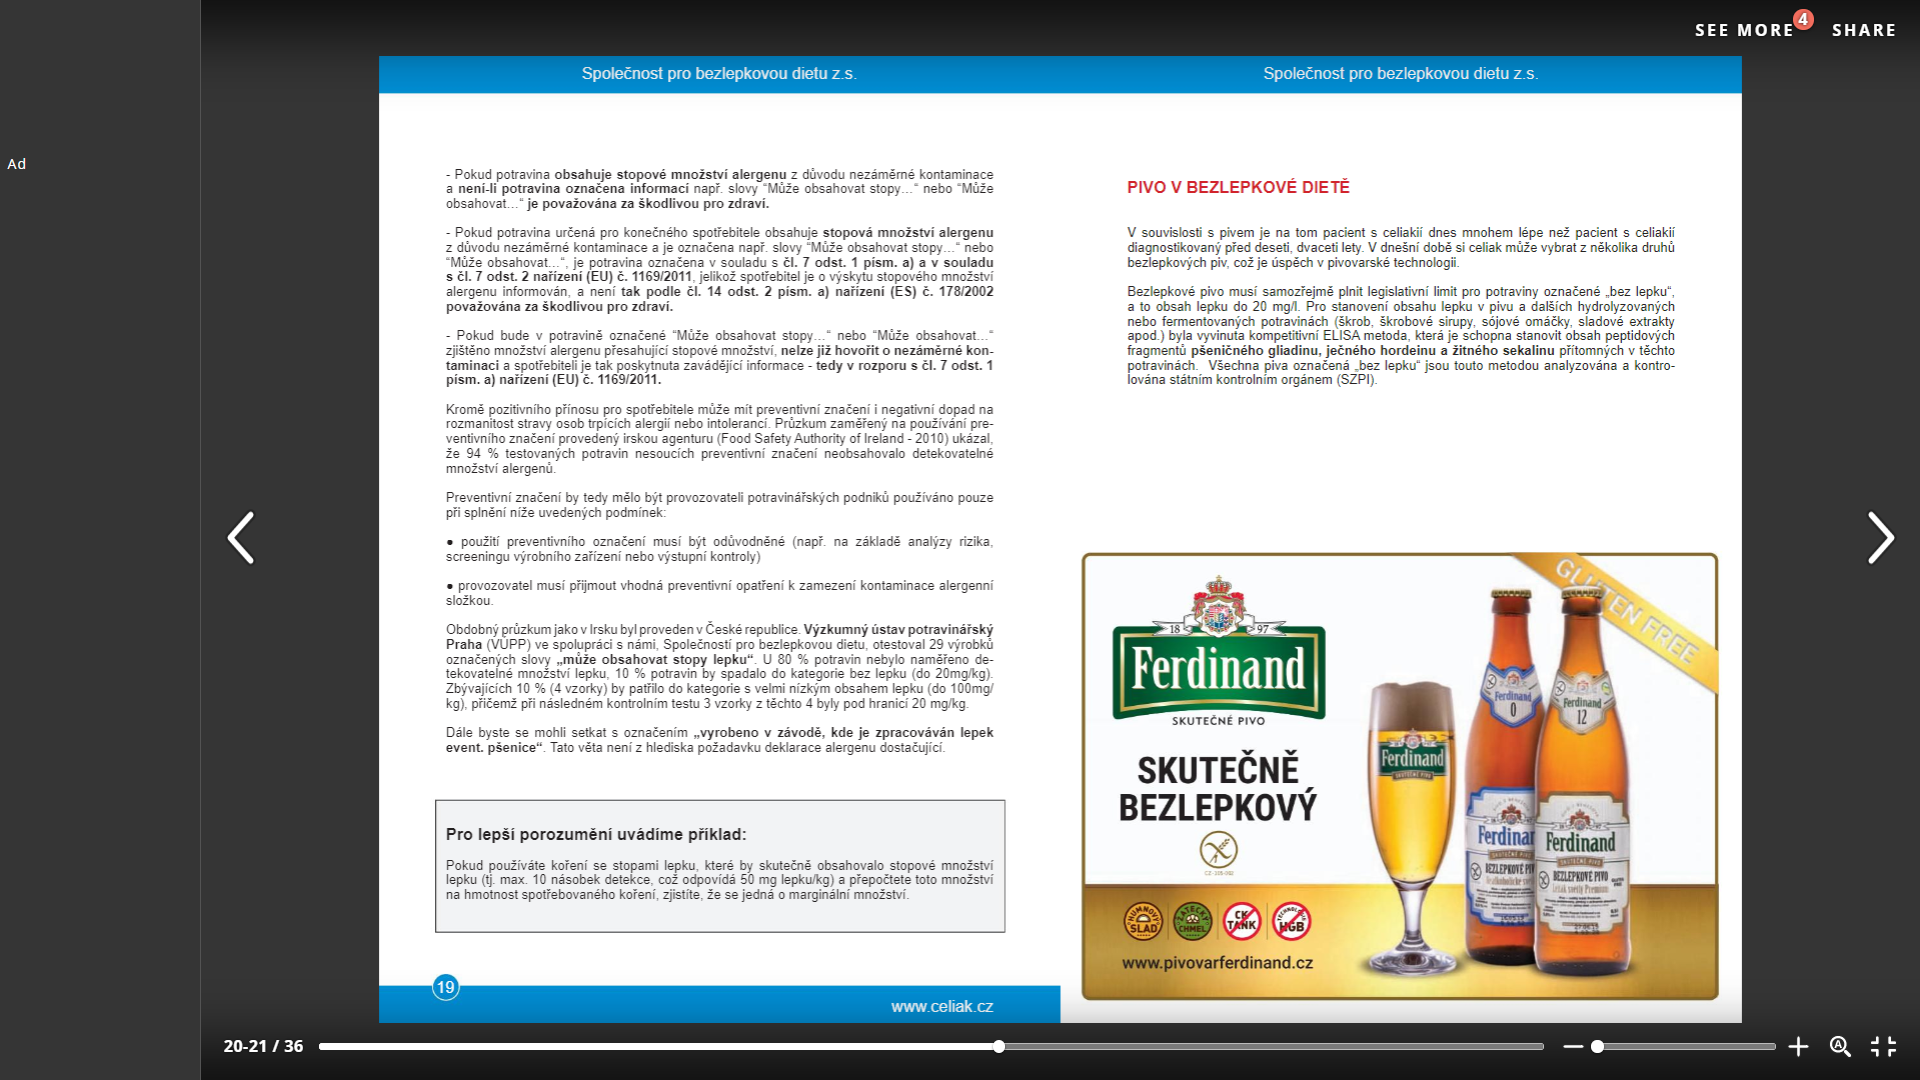 SEE MORE
4
SHARE
Ad
Společnost pro bezlepkovou dietu z.s.
- Pokud potravina obsahuje stopové množství alergenu z důvodu nezáměrné kontaminace
a není-li potravina označena informací např. slovy “Může obsahovat stopy…“ nebo “Může
obsahovat…“ je považována za škodlivou pro zdraví.
- Pokud potravina určená pro konečného spotřebitele obsahuje stopová množství alergenu
z důvodu nezáměrné kontaminace a je označena např. slovy “Může obsahovat stopy…“ nebo
“Může obsahovat…“, je potravina označena v souladu s čl. 7 odst. 1 písm. a) a v souladu
s čl. 7 odst. 2 nařízení (EU) č. 1169/2011, jelikož spotřebitel je o výskytu stopového množství
alergenu informován, a není tak podle čl. 14 odst. 2 písm. a) nařízení (ES) č. 178/2002
považována za škodlivou pro zdraví.
- Pokud bude v potravině označené “Může obsahovat stopy…“ nebo “Může obsahovat…“
zjištěno množství alergenu přesahující stopové množství, nelze již hovořit o nezáměrné kon-
taminaci a spotřebiteli je tak poskytnuta zavádějící informace - tedy v rozporu s čl. 7 odst. 1
písm. a) nařízení (EU) č. 1169/2011.
Kromě pozitivního přínosu pro spotřebitele může mít preventivní značení i negativní dopad na
rozmanitost stravy osob trpících alergií nebo intolerancí. Průzkum zaměřený na používání pre-
ventivního značení provedený irskou agenturu (Food Safety Authority of Ireland - 2010) ukázal,
že 94 % testovaných potravin nesoucích preventivní značení neobsahovalo detekovatelné
množství alergenů.
Preventivní značení by tedy mělo být provozovateli potravinářských podniků používáno pouze
při splnění níže uvedených podmínek:
● použití preventivního označení musí být odůvodněné (např. na základě analýzy rizika,
screeningu výrobního zařízení nebo výstupní kontroly)
● provozovatel musí přijmout vhodná preventivní opatření k zamezení kontaminace alergenní
složkou.
Obdobný průzkum jako v Irsku byl proveden v České republice. Výzkumný ústav potravinářský
Praha (VÚPP) ve spolupráci s námi, Společností pro bezlepkovou dietu, otestoval 29 výrobků
označených slovy „může obsahovat stopy lepku“. U 80 % potravin nebylo naměřeno de-
tekovatelné množství lepku, 10 % potravin by spadalo do kategorie bez lepku (do 20mg/kg).
Zbývajících 10 % (4 vzorky) by patřilo do kategorie s velmi nízkým obsahem lepku (do 100mg/
kg), přičemž při následném kontrolním testu 3 vzorky z těchto 4 byly pod hranicí 20 mg/kg.
Dále byste se mohli setkat s označením „vyrobeno v závodě, kde je zpracováván lepek
event. pšenice“. Tato věta není z hlediska požadavku deklarace alergenu dostačující.
Pro lepší porozumění uvádíme příklad:
Pokud používáte koření se stopami lepku, které by skutečně obsahovalo stopové množství
lepku (tj. max. 10 násobek detekce, což odpovídá 50 mg lepku/kg) a přepočtete toto množství
na hmotnost spotřebovaného koření, zjistíte, že se jedná o marginální množství.
19
www.celiak.cz
Společnost pro bezlepkovou dietu z.s.
PIVO V BEZLEPKOVÉ DIETĚ
V souvislosti s pivem je na tom pacient s celiakií dnes mnohem lépe než pacient s celiakií
diagnostikovaný před deseti, dvaceti lety. V dnešní době si celiak může vybrat z několika druhů
bezlepkových piv, což je úspěch v pivovarské technologii.
Bezlepkové pivo musí samozřejmě plnit legislativní limit pro potraviny označené „bez lepku“,
a to obsah lepku do 20 mg/l. Pro stanovení obsahu lepku v pivu a dalších hydrolyzovaných
nebo fermentovaných potravinách (škrob, škrobové sirupy, sójové omáčky, sladové extrakty
apod.) byla vyvinuta kompetitivní ELISA metoda, která je schopna stanovit obsah peptidových
fragmentů pšeničného gliadinu, ječného hordeinu a žitného sekalinu přítomných v těchto
potravinách. Všechna piva označená „bez lepku“ jsou touto metodou analyzována a kontro-
lována státním kontrolním orgánem (SZPI).
GLUTEN FREE
18 97
Ferdinand
SKUTEČNÉ PIVO
SKUTEČNĚ
BEZLEPKOVÝ
HUMNOVÝ
SLAD
ŽATECKÝ
CHMEL
CK
TANK
TECHNOLOGIE
HGB
www.pivovarferdinand.cz
Ferdinand
Ferdinand
0
Ferdinand
12
Ferdinand
BEZLEPKOVÉ PIV
Ferdinand
SKUTEČNÉ PIVO
BEZLEPKOVÉ PIVO
Ležák světlý Premium
20-21 / 36